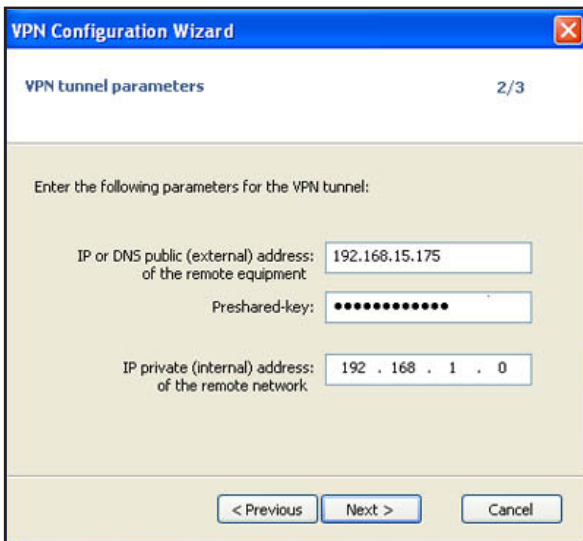 VPN Configuration Wizard
VPN tunnel parameters 2/3
Enter the following parameters for the VPN tunnel:
IP or DNS public (external) address: 192.168.15.175
of the remote equipment
Preshared-key: ●●●●●●●●●●●●
IP private (internal) address: 192 . 168 . 1 . 0
of the remote network
< Previous Next > Cancel